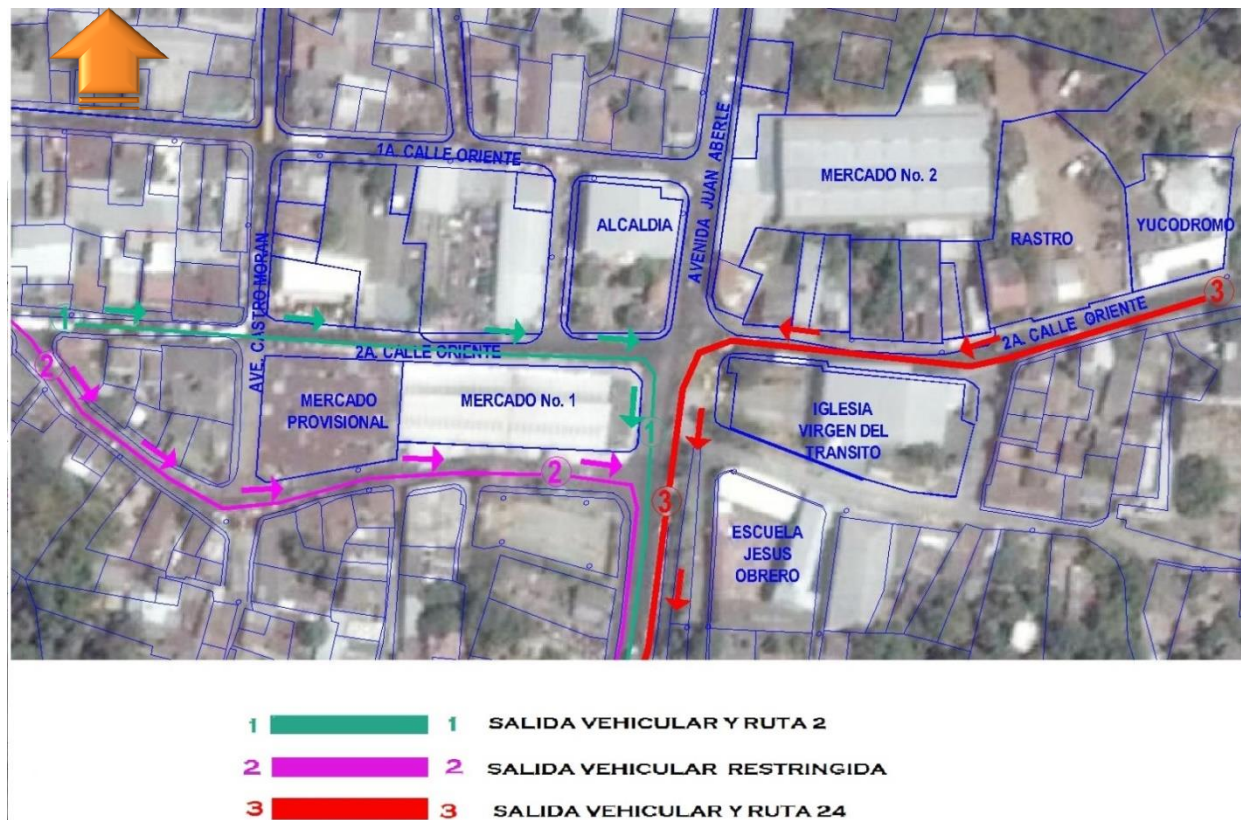 1A. CALLE ORIENTE
AVENIDA JUAN ABERLE
MERCADO No. 2
ALCALDIA
RASTRO
YUCODROMO
AVE. CASTRO MORAN
1
2A. CALLE ORIENTE
2A. CALLE ORIENTE
3
2
MERCADO
PROVISIONAL
MERCADO No. 1
1
IGLESIA
VIRGEN DEL
TRANSITO
2
3
ESCUELA
JESUS
OBRERO
1 1 SALIDA VEHICULAR Y RUTA 2
2 2 SALIDA VEHICULAR RESTRINGIDA
3 3 SALIDA VEHICULAR Y RUTA 24